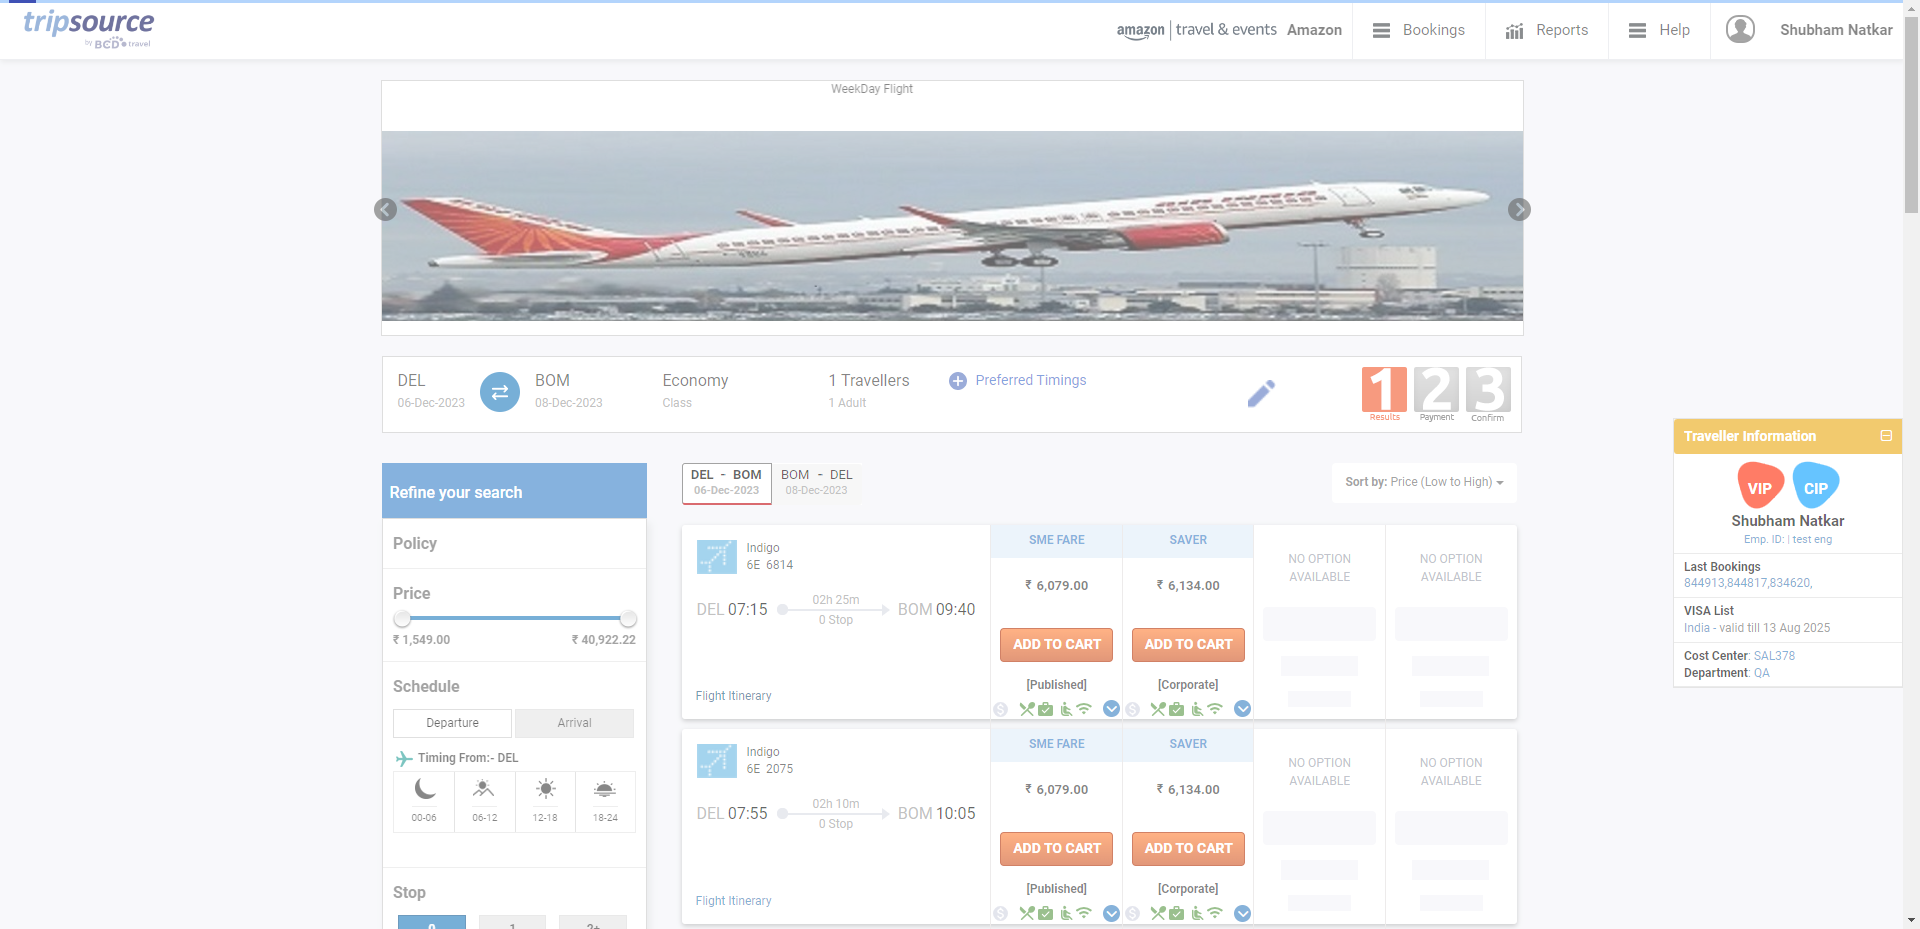 tripsource
by BCD travel
amazon | travel & events Amazon
Bookings
Reports
Help
Shubham Natkar
WeekDay Flight
AIR INDIA
DEL
06-Dec-2023
BOM
08-Dec-2023
Economy
Class
1 Travellers
1 Adult
Preferred Timings
1
Results
2
Payment
3
Confirm
Refine your search
Policy
Price
₹ 1,549.00
₹ 40,922.22
Schedule
Departure
Arrival
Timing From:- DEL
00-06
06-12
12-18
18-24
Stop
0
1
2+
DEL - BOM
06-Dec-2023
BOM - DEL
08-Dec-2023
Sort by: Price (Low to High)
Indigo
6E 6814
DEL 07:15
02h 25m
0 Stop
BOM 09:40
Flight Itinerary
SME FARE
₹ 6,079.00
ADD TO CART
[Published]
SAVER
₹ 6,134.00
ADD TO CART
[Corporate]
NO OPTION
AVAILABLE
NO OPTION
AVAILABLE
Indigo
6E 2075
DEL 07:55
02h 10m
0 Stop
BOM 10:05
Flight Itinerary
SME FARE
₹ 6,079.00
ADD TO CART
[Published]
SAVER
₹ 6,134.00
ADD TO CART
[Corporate]
NO OPTION
AVAILABLE
NO OPTION
AVAILABLE
Traveller Information
VIP
CIP
Shubham Natkar
Emp. ID: | test eng
Last Bookings
844913,844817,834620,
VISA List
India - valid till 13 Aug 2025
Cost Center: SAL378
Department: QA